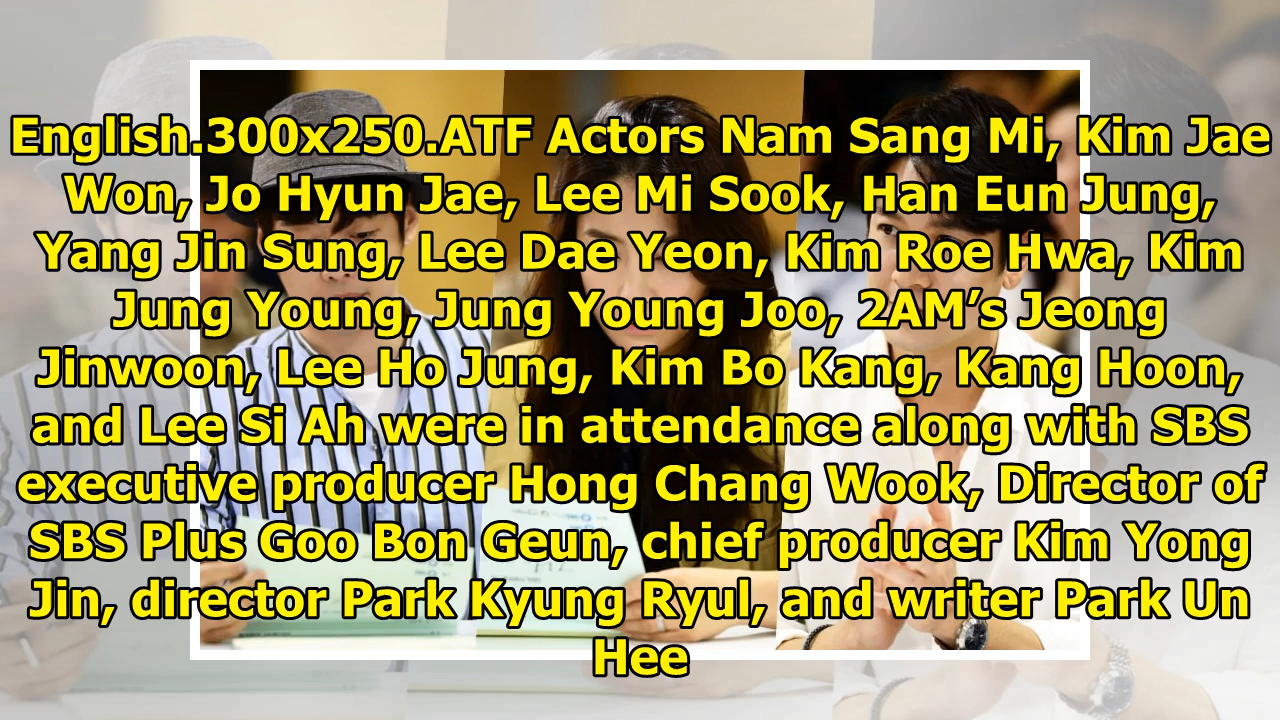 English.300x250.ATF Actors Nam Sang Mi, Kim Jae
Won, Jo Hyun Jae, Lee Mi Sook, Han Eun Jung,
Yang Jin Sung, Lee Dae Yeon, Kim Roe Hwa, Kim
Jung Young, Jung Young Joo, 2AM’s Jeong
Jinwoon, Lee Ho Jung, Kim Bo Kang, Kang Hoon,
and Lee Si Ah were in attendance along with SBS
executive producer Hong Chang Wook, Director of
SBS Plus Goo Bon Geun, chief producer Kim Yong
Jin, director Park Kyung Ryul, and writer Park Un
Hee